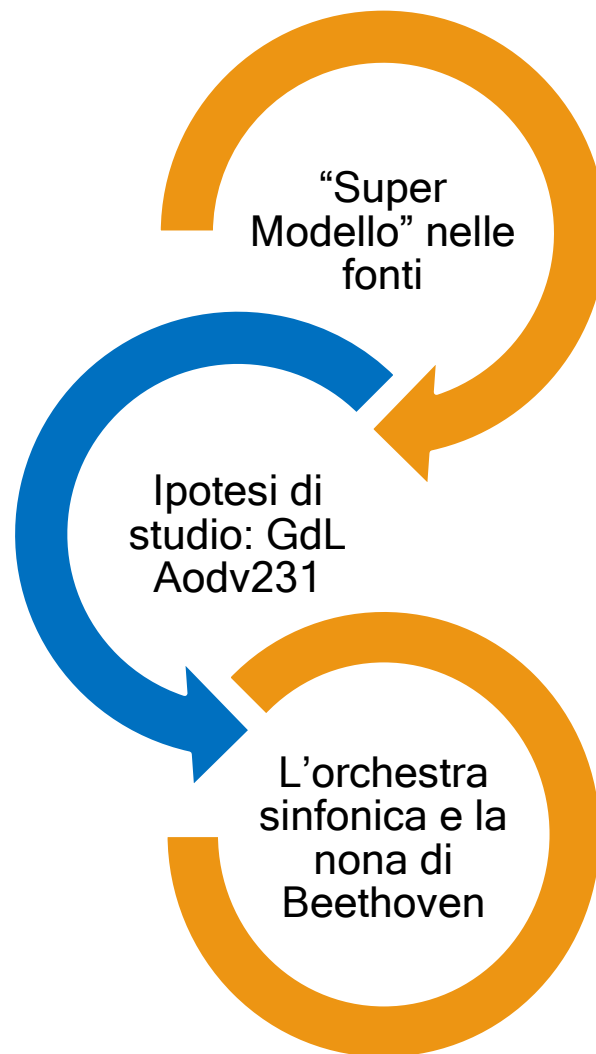 “Super
Modello” nelle
fonti
Ipotesi di
studio: GdL
Aodv231
L’orchestra
sinfonica e la
nona di
Beethoven